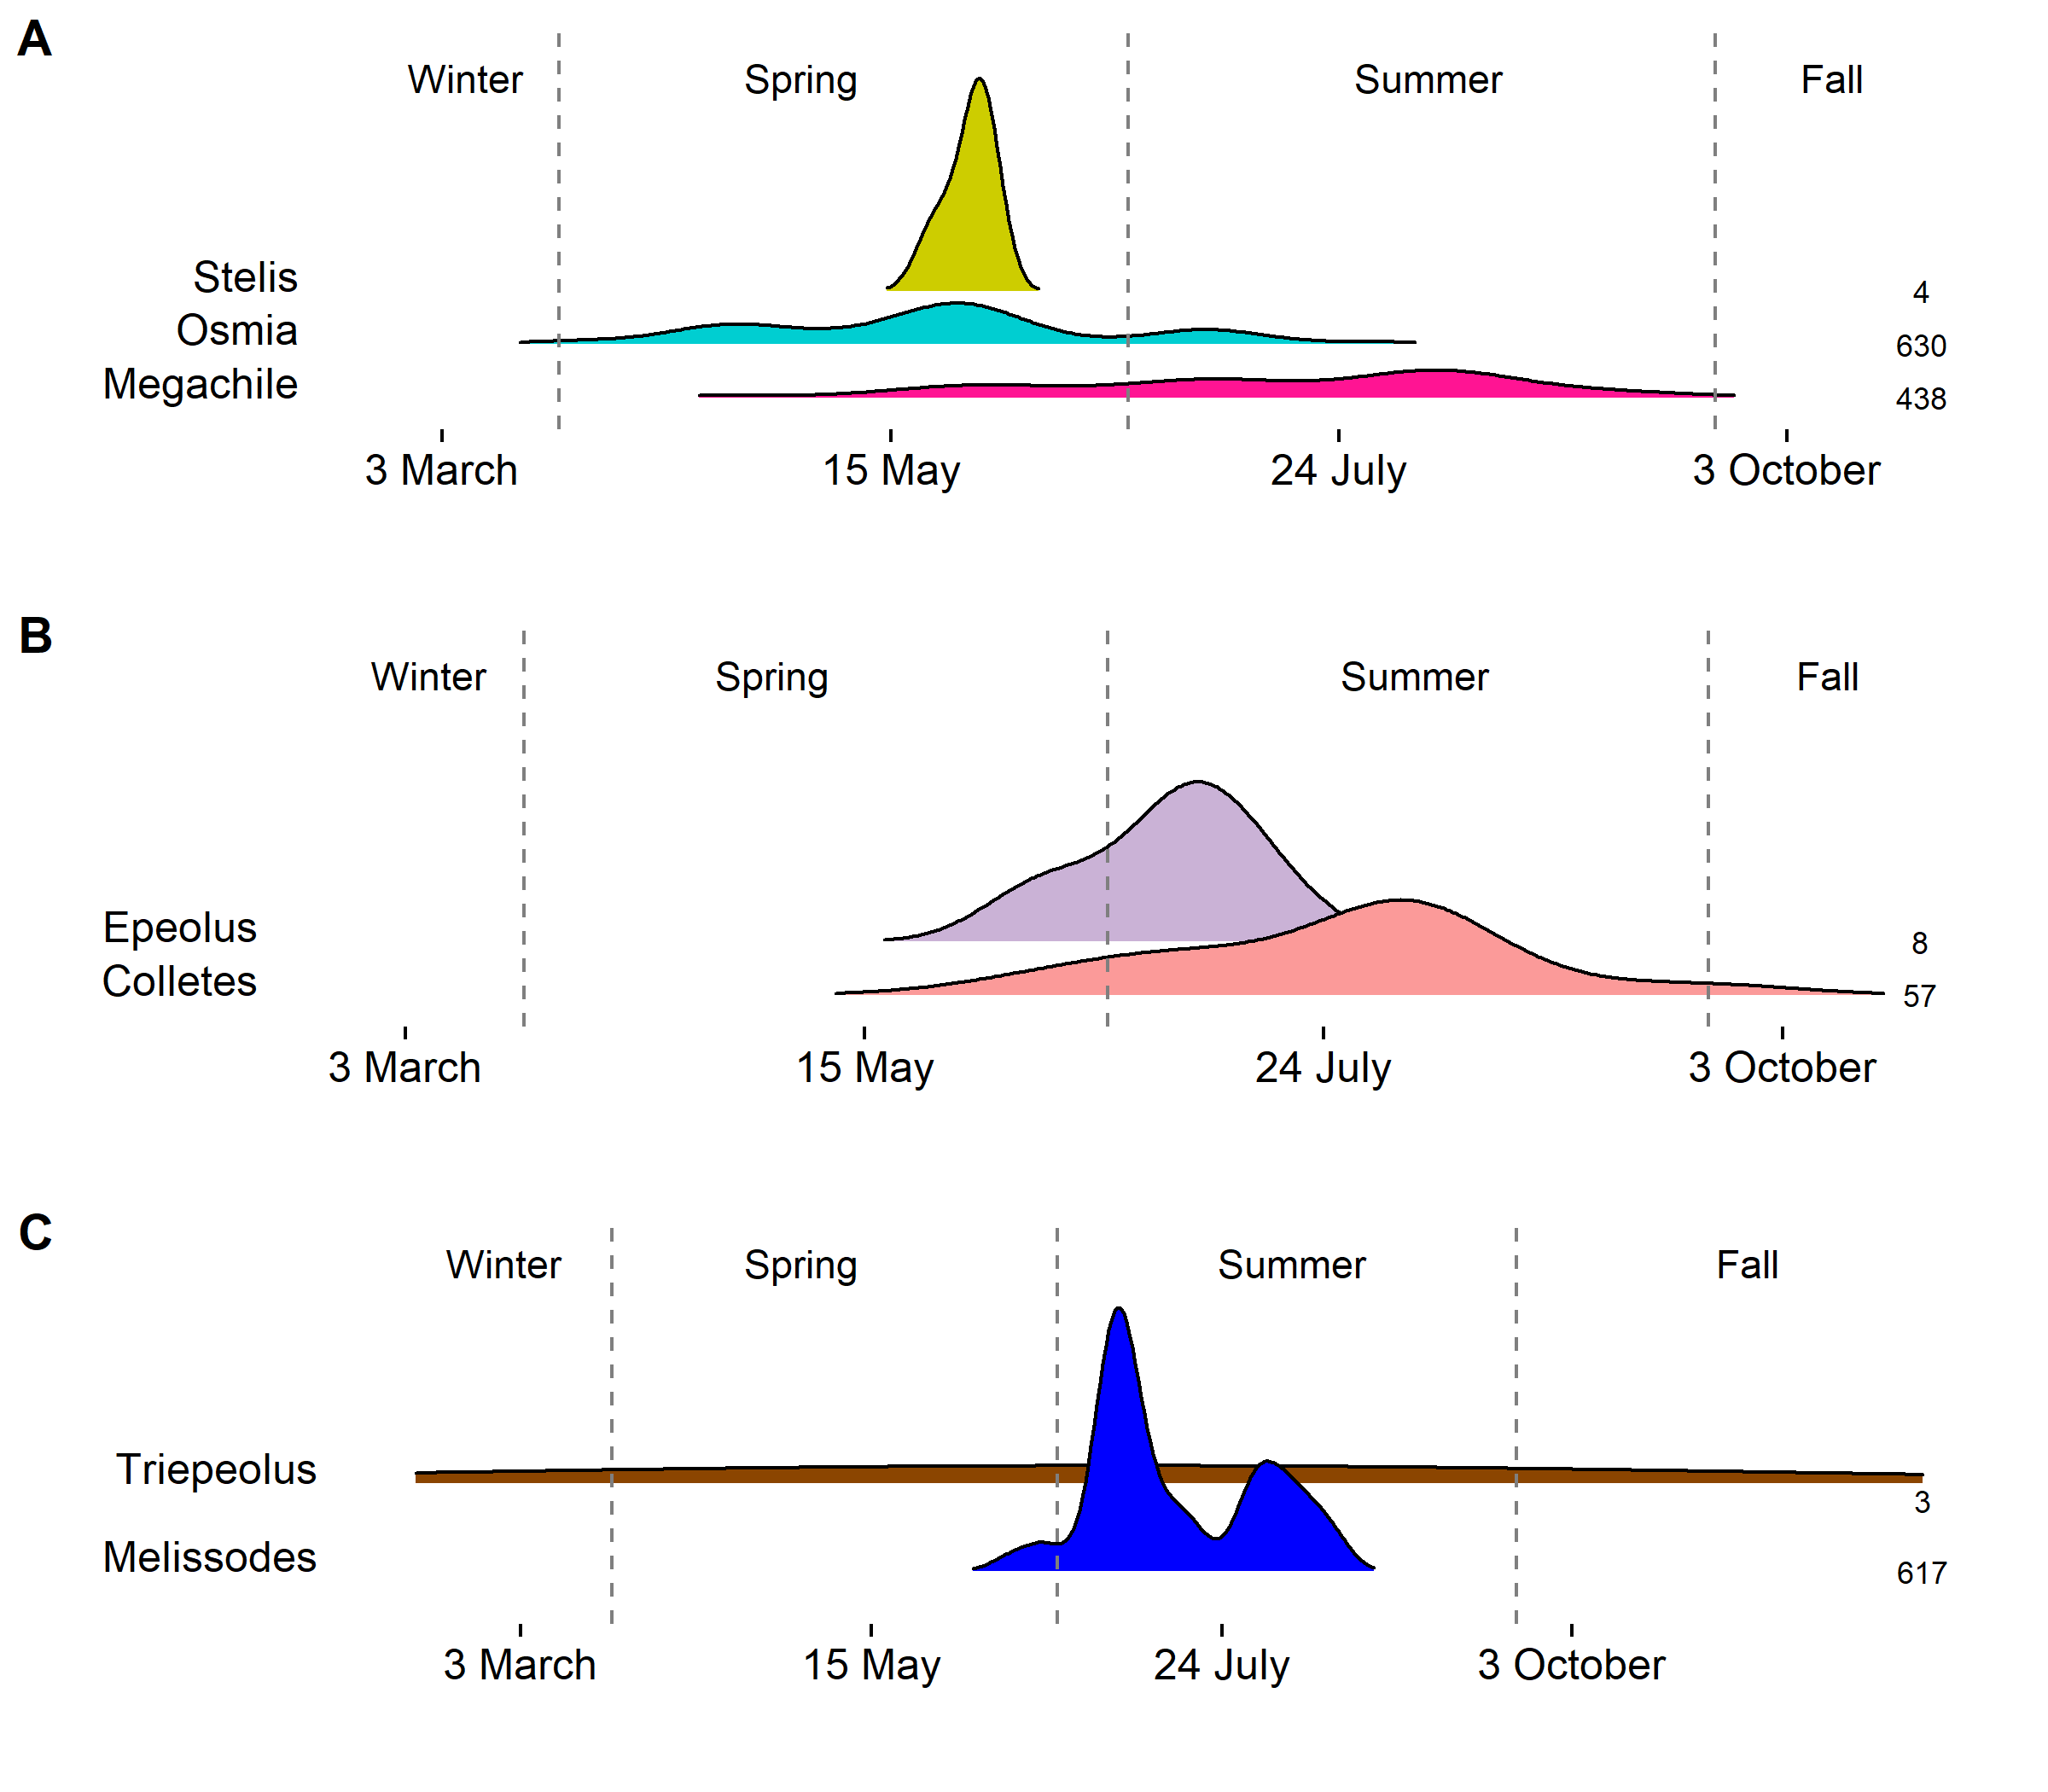 A
Winter Spring Summer Fall
Stelis 4
Osmia 630
Megachile 438
3 March 15 May 24 July 3 October
B
Winter Spring Summer Fall
Epeolus 8
Colletes 57
3 March 15 May 24 July 3 October
C
Winter Spring Summer Fall
Triepeolus 3
Melissodes 617
3 March 15 May 24 July 3 October